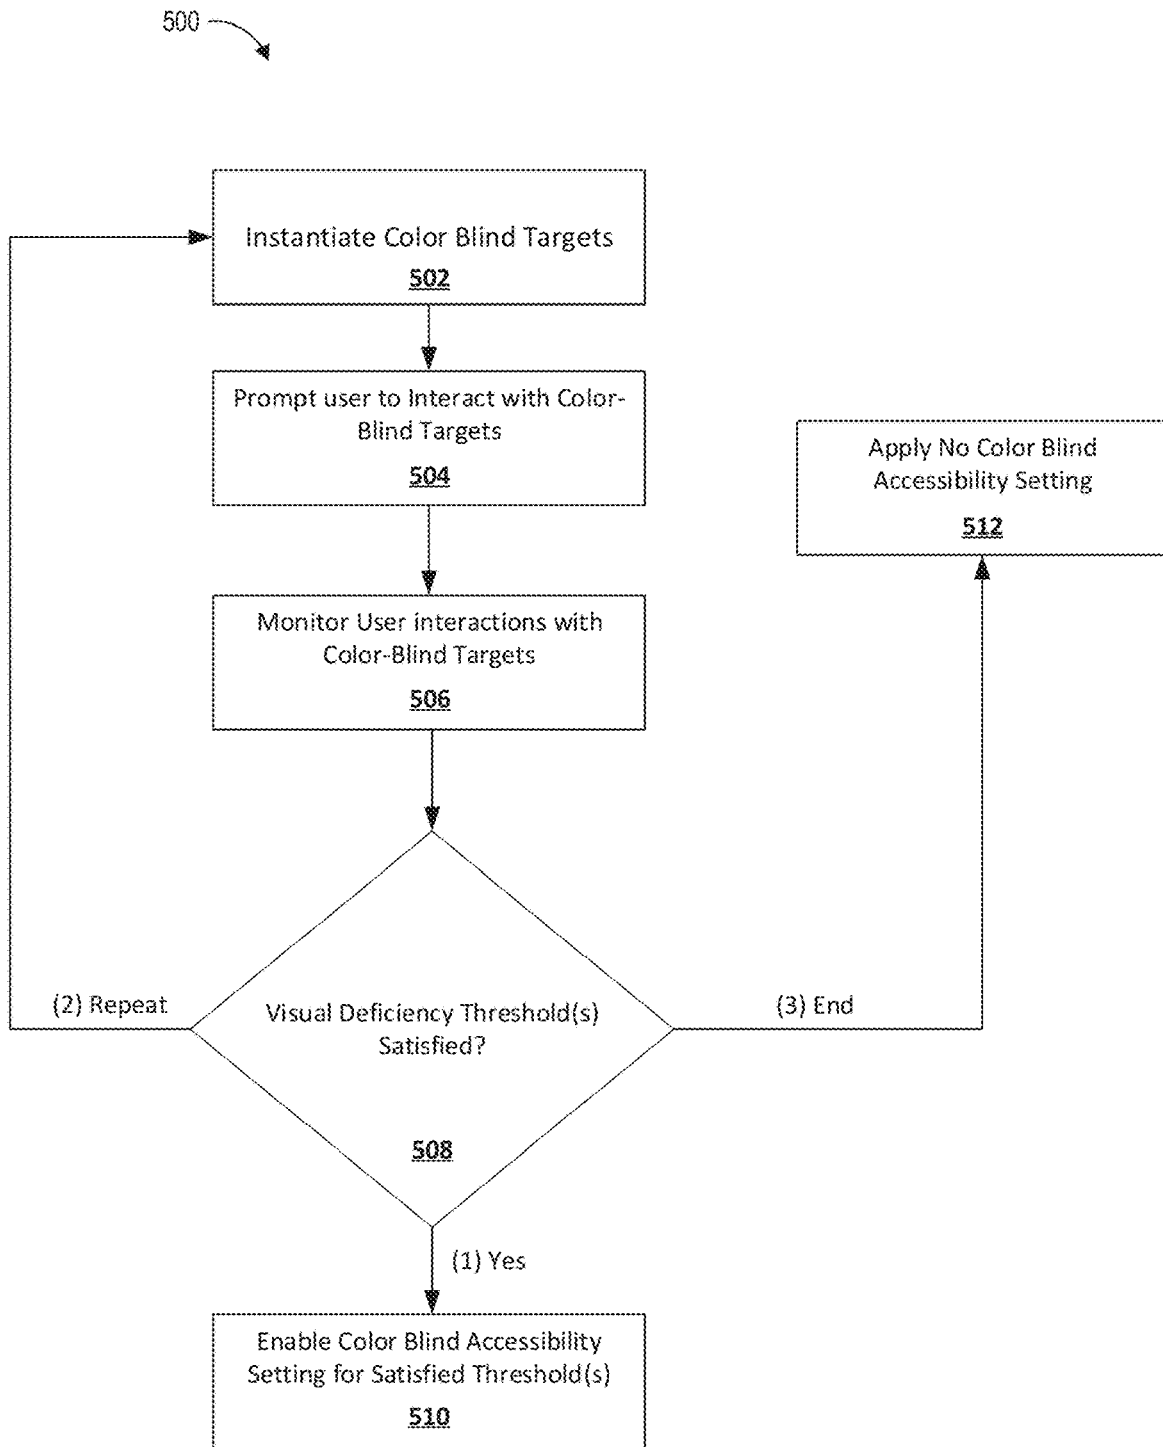 500
Instantiate Color Blind Targets
502
Prompt user to Interact with Color-
Blind Targets
504
Apply No Color Blind
Accessibility Setting
512
Monitor User interactions with
Color-Blind Targets
506
(2) Repeat
Visual Deficiency Threshold(s)
Satisfied?
508
(3) End
(1) Yes
Enable Color Blind Accessibility
Setting for Satisfied Threshold(s)
510